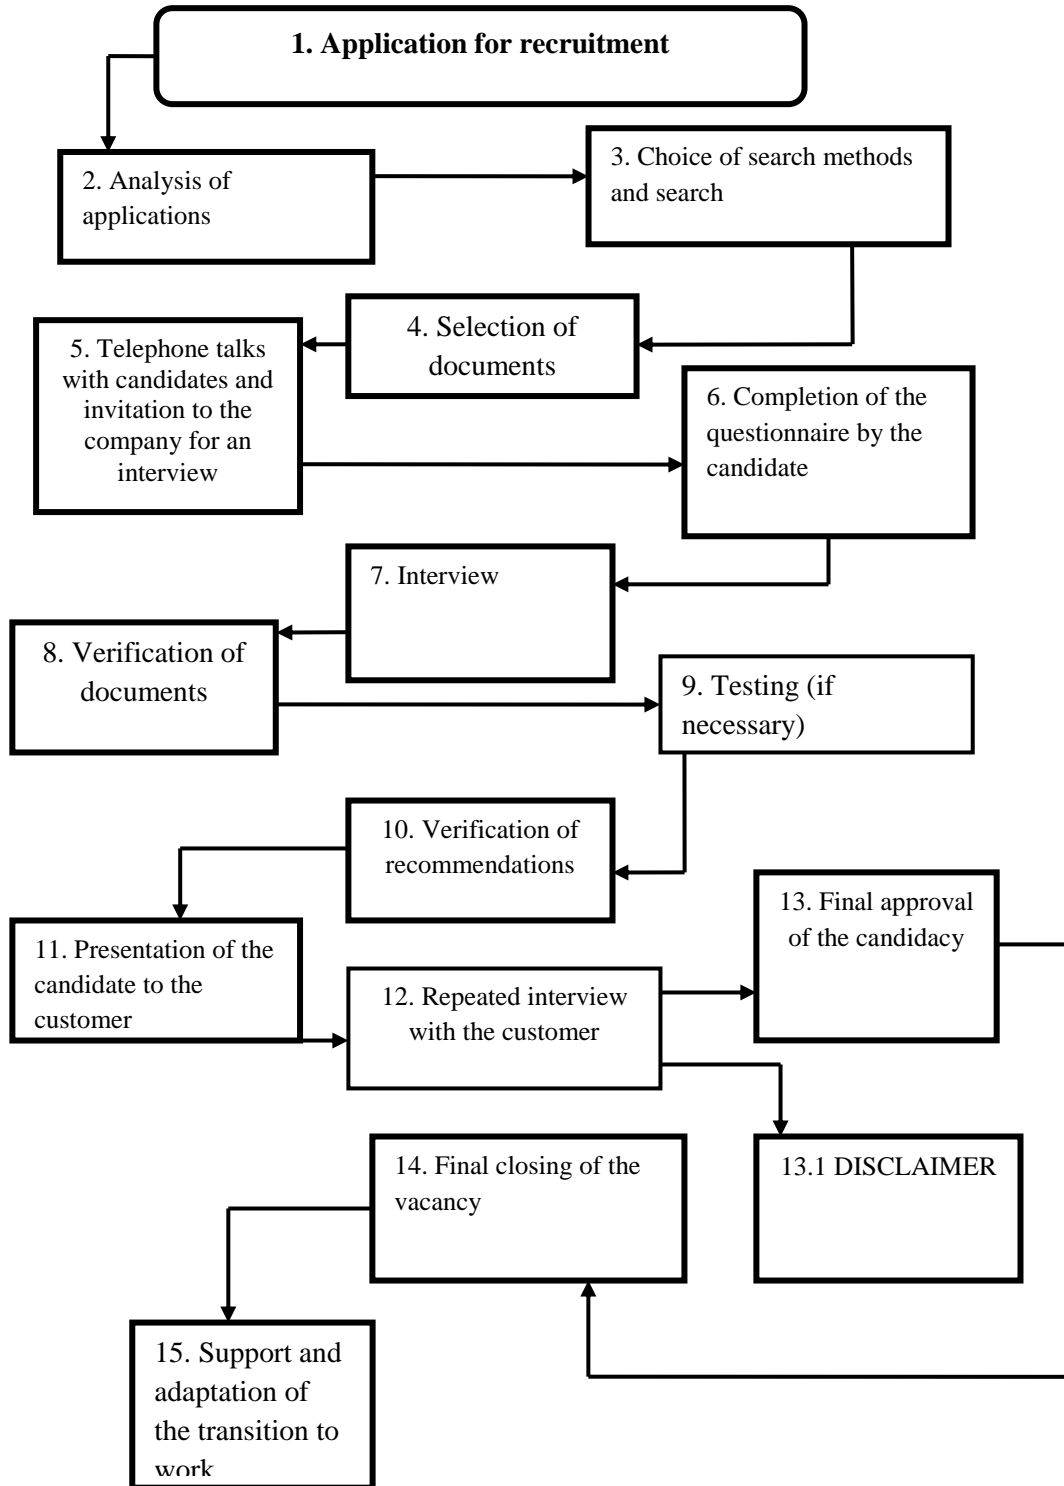 1. Application for recruitment
2. Analysis of
applications
3. Choice of search methods
and search
4. Selection of
documents
5. Telephone talks
with candidates and
invitation to the
company for an
interview
6. Completion of the
questionnaire by the
candidate
7. Interview
8. Verification of
documents
9. Testing (if
necessary)
10. Verification of
recommendations
11. Presentation of the
candidate to the
customer
12. Repeated interview
with the customer
13. Final approval
of the candidacy
13.1 DISCLAIMER
14. Final closing of the
vacancy
15. Support and
adaptation of
the transition to
work